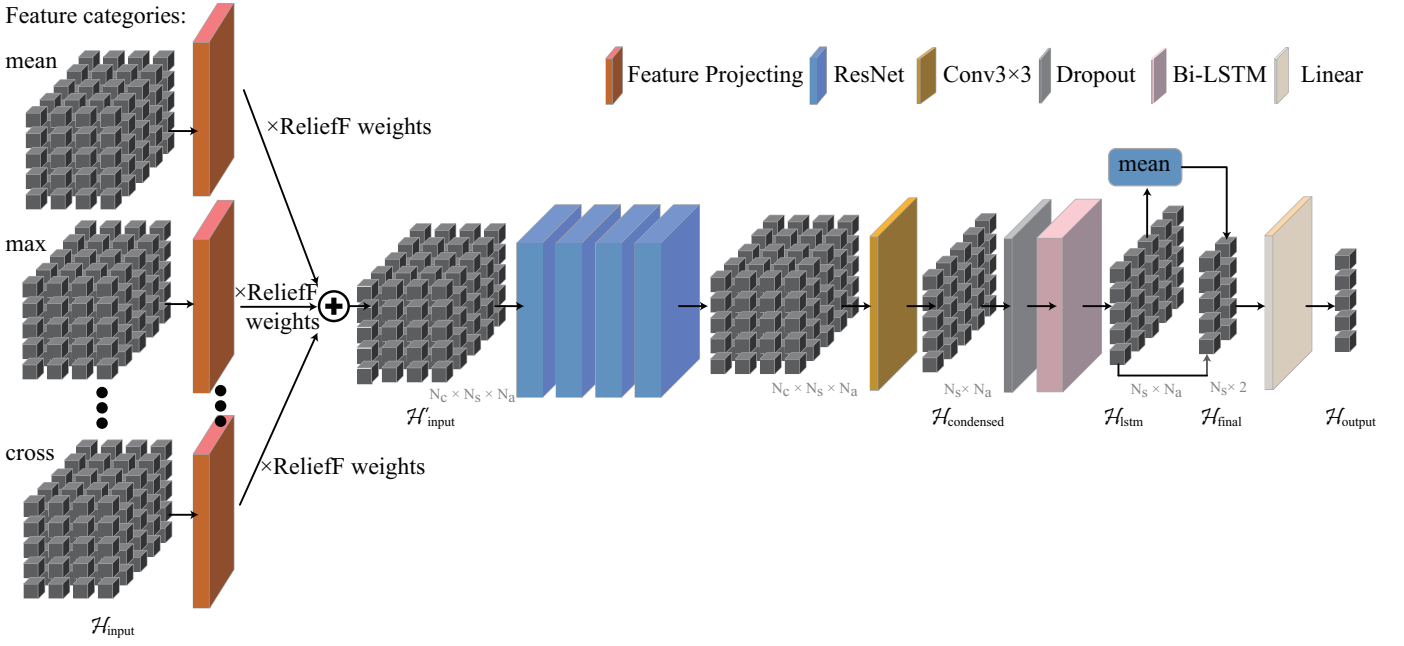 Feature categories:
mean
max
cross
ℋinput
×ReliefF weights
×ReliefF
weights
×ReliefF weights
Feature Projecting
ResNet
Conv3×3
Dropout
Bi-LSTM
Linear
mean
Nc × Ns × Na
ℋ'input
Nc × Ns × Na
Ns× Na
ℋcondensed
Ns × Na
ℋlstm
Ns× 2
ℋfinal
ℋoutput